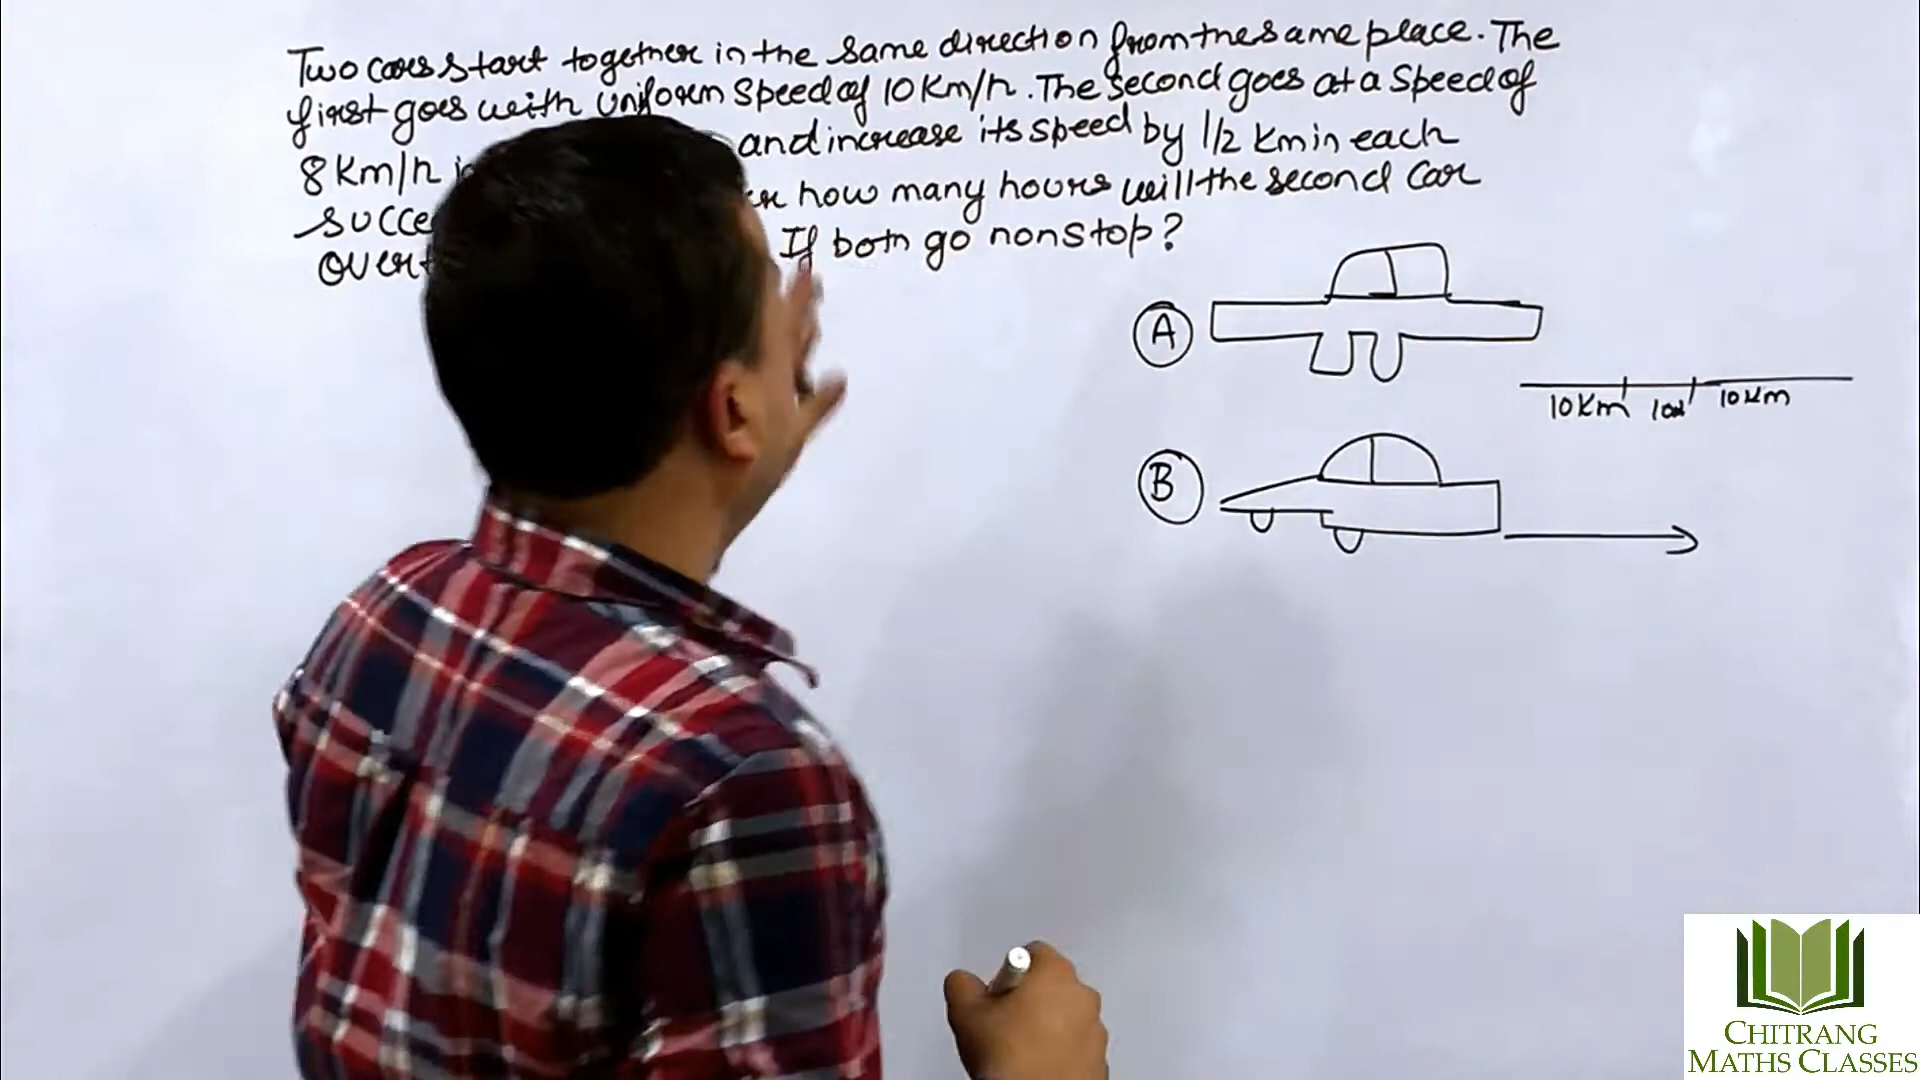 Two cars start together in the same direction from the same place. The
first goes with uniform speed of 10 Km/h. The second goes at a speed of
8 Km/h and increase its speed by 1/2 Km in each
how many hours will the second car
If both go nonstop?
A
10 Km 10 Km
B
CHITRANG
MATHS CLASSES